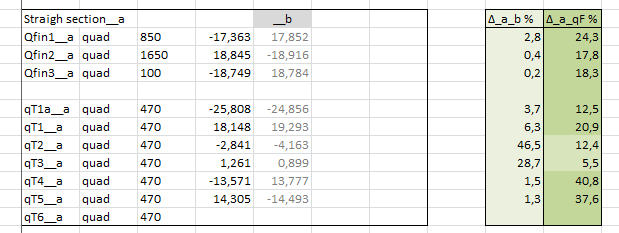 Straigh section__a __b Δ_a_b % Δ_a_qF %
Qfin1__a quad 850 -17,363 17,852 2,8 24,3
Qfin2__a quad 1650 18,845 -18,916 0,4 17,8
Qfin3__a quad 100 -18,749 18,784 0,2 18,3
qT1a__a quad 470 -25,808 -24,856 3,7 12,5
qT1__a quad 470 18,148 19,293 6,3 20,9
qT2__a quad 470 -2,841 -4,163 46,5 12,4
qT3__a quad 470 1,261 0,899 28,7 5,5
qT4__a quad 470 -13,571 13,777 1,5 40,8
qT5__a quad 470 14,305 -14,493 1,3 37,6
qT6__a quad 470